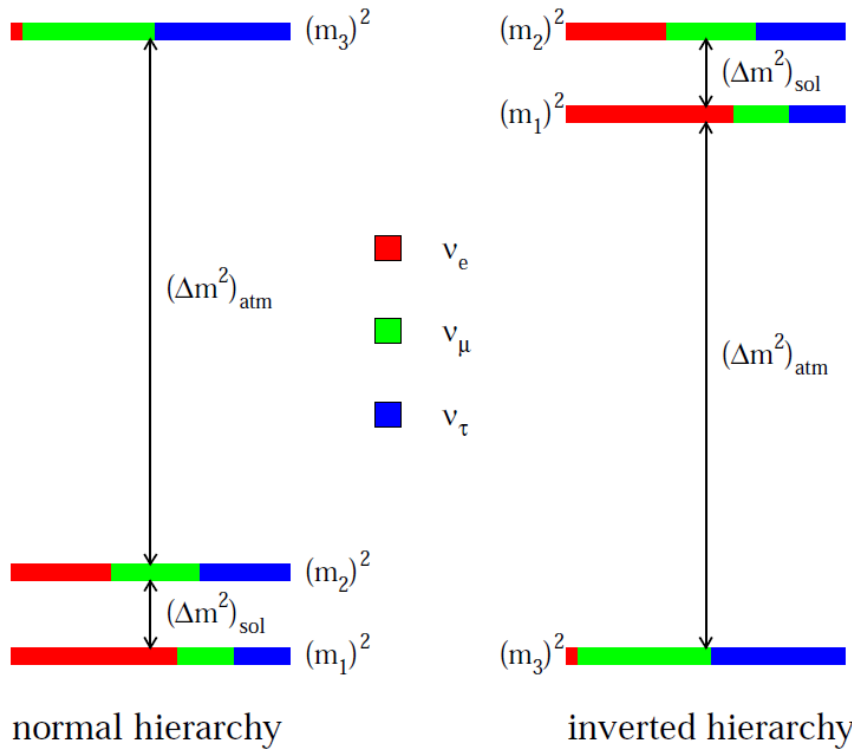 (m₃)²
(Δm²)atm
(m₂)²
(Δm²)sol
(m₁)²
normal hierarchy
νe
νμ
ντ
(m₂)²
(Δm²)sol
(m₁)²
(Δm²)atm
(m₃)²
inverted hierarchy